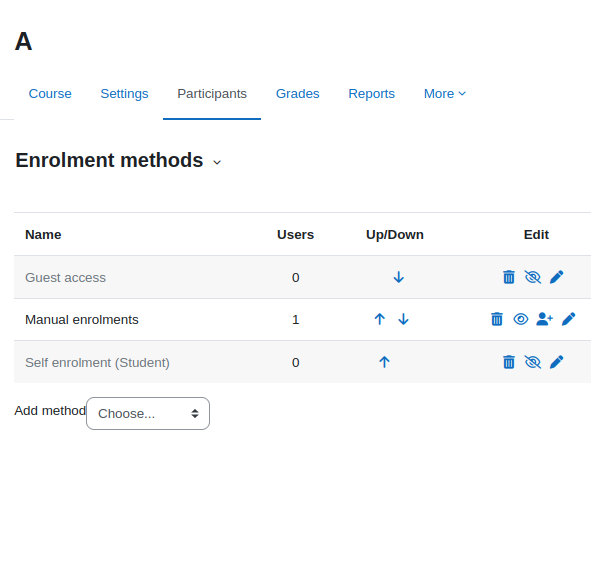 A
Course Settings Participants Grades Reports More
Enrolment methods
Name Users Up/Down Edit
Guest access 0
Manual enrolments 1
Self enrolment (Student) 0
Add method Choose...